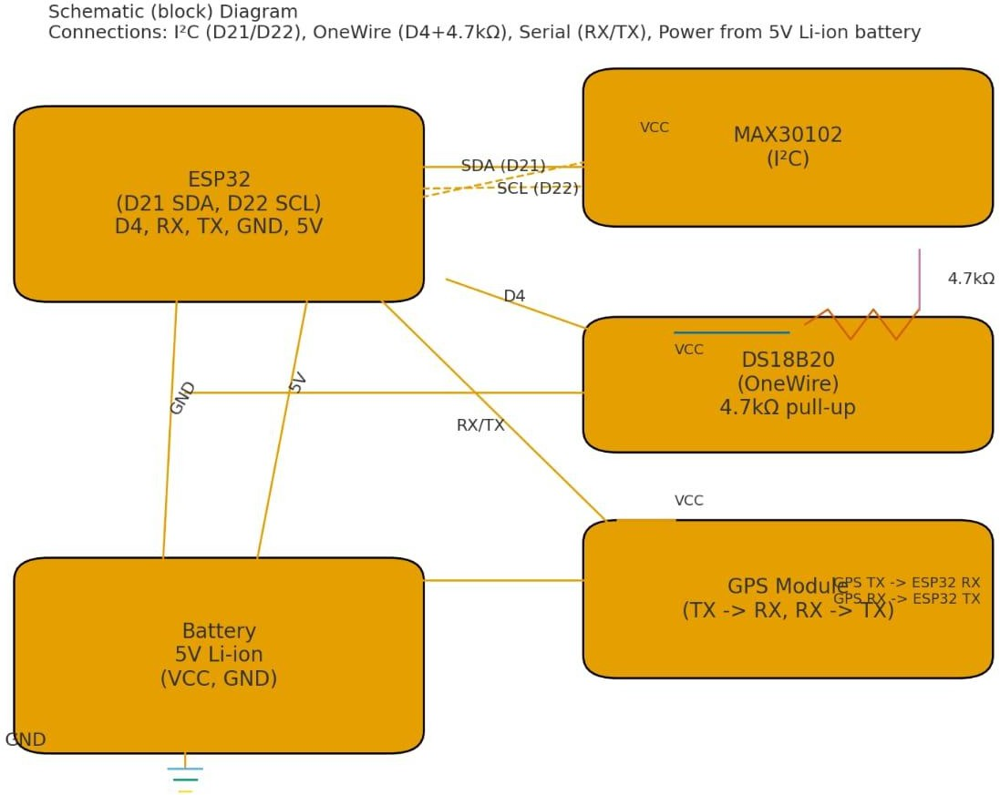 Schematic (block) Diagram
Connections: I²C (D21/D22), OneWire (D4+4.7kΩ), Serial (RX/TX), Power from 5V Li-ion battery
ESP32
(D21 SDA, D22 SCL)
D4, RX, TX, GND, 5V
SDA (D21)
SCL (D22)
VCC
MAX30102
(I²C)
4.7kΩ
D4
VCC
DS18B20
(OneWire)
4.7kΩ pull-up
GND
5V
RX/TX
VCC
GPS Module
(TX -> RX, RX -> TX)
GPS TX -> ESP32 RX
GPS RX -> ESP32 TX
Battery
5V Li-ion
(VCC, GND)
GND